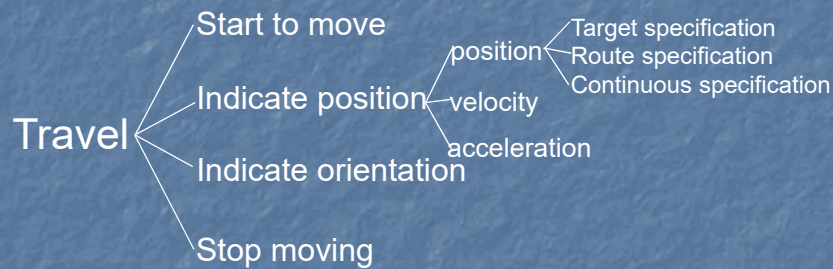 Travel
Start to move
Indicate position
position
Target specification
Route specification
Continuous specification
velocity
acceleration
Indicate orientation
Stop moving